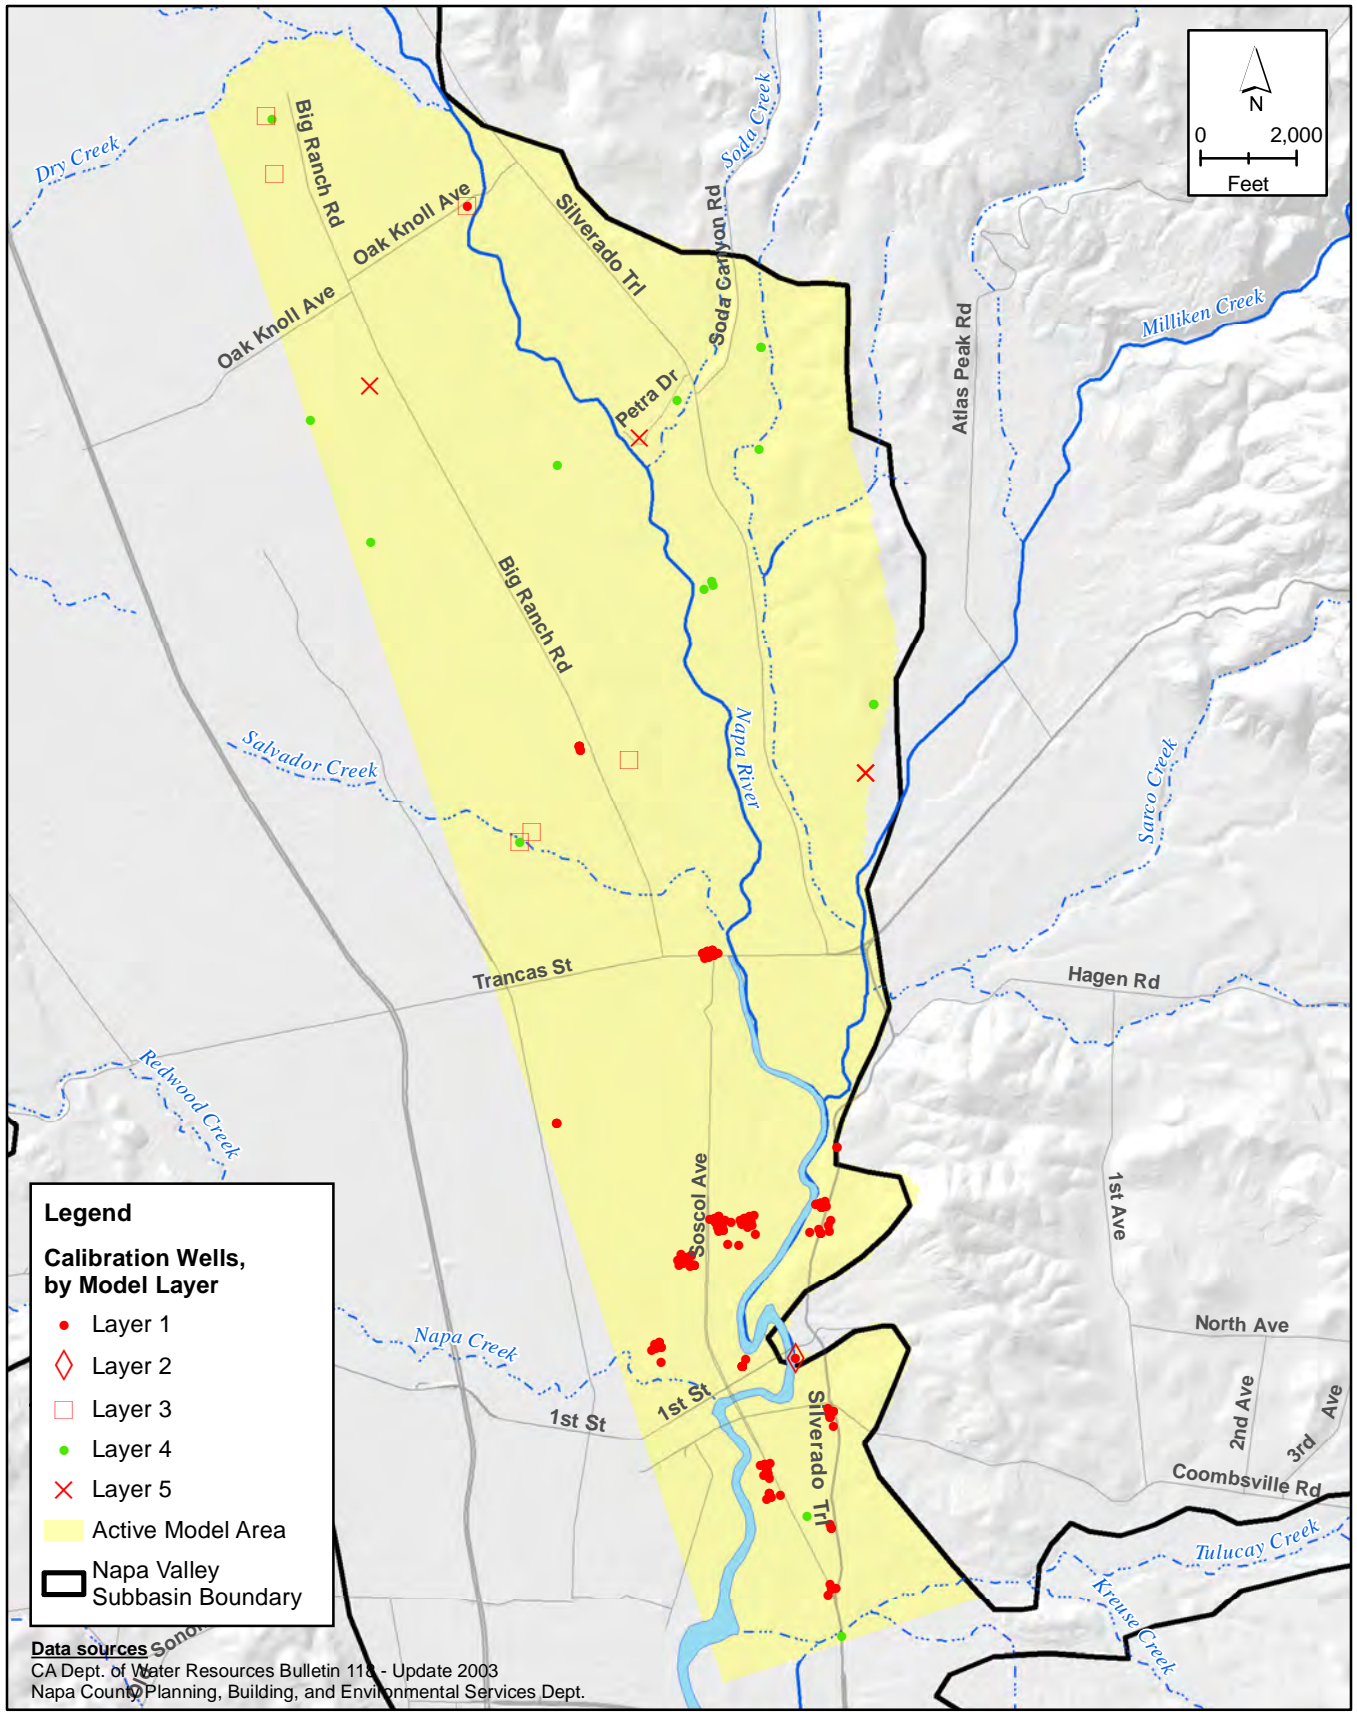 N
0 2,000
Feet
Dry Creek
Big Ranch Rd
Oak Knoll Ave
Oak Knoll Ave
Silverado Trl
Soda Creek
Soda Canyon Rd
Petra Dr
Atlas Peak Rd
Milliken Creek
Big Ranch Rd
Napa River
Salvador Creek
Sarco Creek
Trancas St
Hagen Rd
Redwood Creek
Soscol Ave
1st Ave
Napa Creek
1st St
1st St
Silverado Trl
North Ave
2nd Ave
3rd Ave
Coombsville Rd
Tulucay Creek
Kreuse Creek
Legend
Calibration Wells,
by Model Layer
Layer 1
Layer 2
Layer 3
Layer 4
Layer 5
Active Model Area
Napa Valley
Subbasin Boundary
Data sources
CA Dept. of Water Resources Bulletin 118 - Update 2003
Napa County Planning, Building, and Environmental Services Dept.